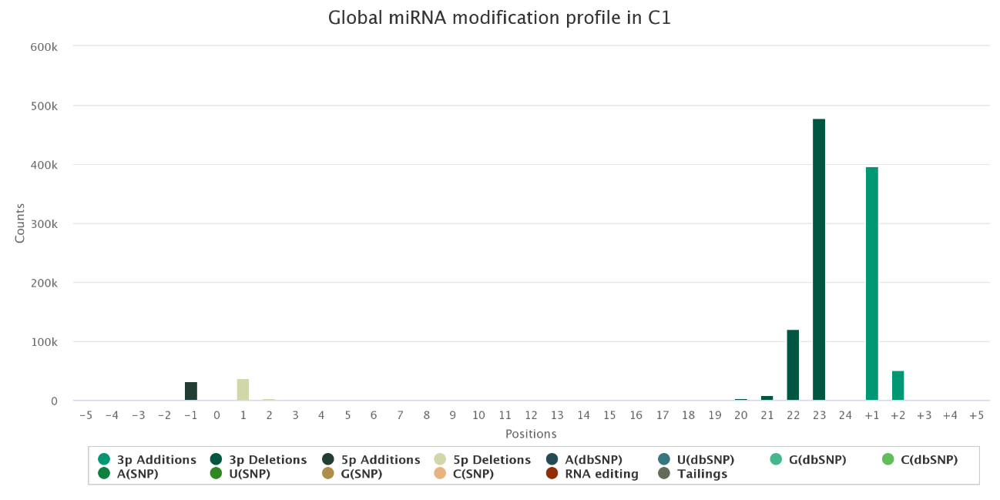 Global miRNA modification profile in C1
600k
500k
400k
300k
200k
100k
0
Counts
−5 −4 −3 −2 −1 0 1 2 3 4 5 6 7 8 9 10 11 12 13 14 15 16 17 18 19 20 21 22 23 24 +1 +2 +3 +4 +5
Positions
3p Additions 3p Deletions 5p Additions 5p Deletions A(dbSNP) U(dbSNP) G(dbSNP) C(dbSNP)
A(SNP) U(SNP) G(SNP) C(SNP) RNA editing Tailings